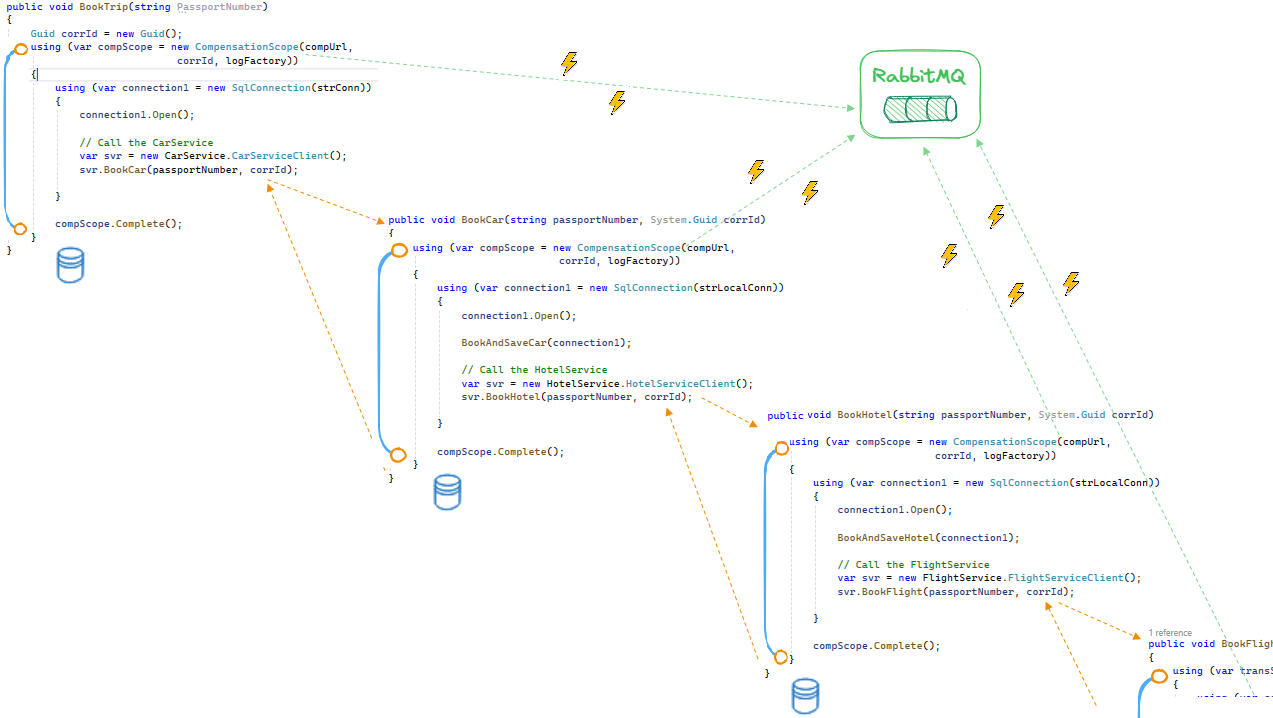 public void BookTrip(string PassportNumber)
{
Guid corrId = new Guid();
using (var compScope = new CompensationScope(compUrl,
corrId, logFactory))
{
using (var connection1 = new SqlConnection(strConn))
{
connection1.Open();
// Call the CarService
var svr = new CarService.CarServiceClient();
svr.BookCar(passportNumber, corrId);
}
compScope.Complete();
}
}
RabbitMQ
public void BookCar(string passportNumber, System.Guid corrId)
{
using (var compScope = new CompensationScope(compUrl,
corrId, logFactory))
{
using (var connection1 = new SqlConnection(strLocalConn))
{
connection1.Open();
BookAndSaveCar(connection1);
// Call the HotelService
var svr = new HotelService.HotelServiceClient();
svr.BookHotel(passportNumber, corrId);
}
compScope.Complete();
}
}
public void BookHotel(string passportNumber, System.Guid corrId)
using (var compScope = new CompensationScope(compUrl,
corrId, logFactory))
{
using (var connection1 = new SqlConnection(strLocalConn))
{
connection1.Open();
BookAndSaveHotel(connection1);
// Call the FlightService
var svr = new FlightService.FlightServiceClient();
svr.BookFlight(passportNumber, corrId);
}
compScope.Complete();
}
}
1 reference
public void BookFligh
{
using (var transS
{